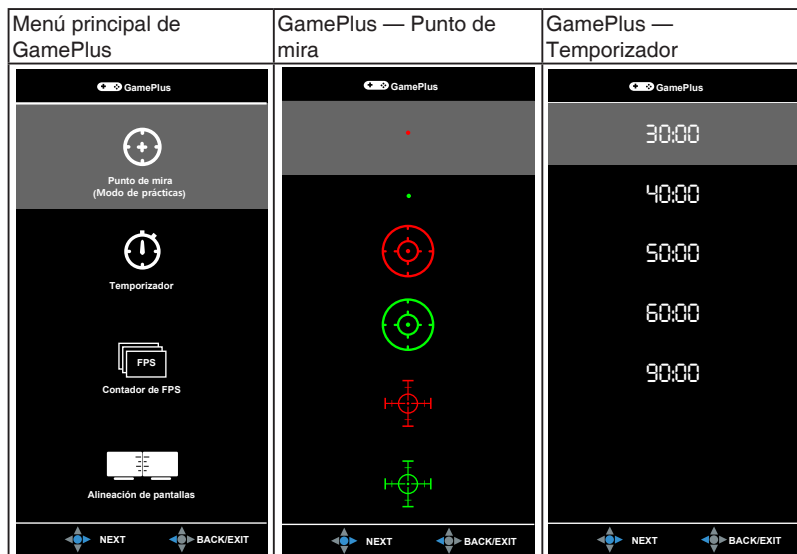 Menú principal de
GamePlus
GamePlus
Punto de mira
(Modo de prácticas)
Temporizador
FPS
Contador de FPS
Alineación de pantallas
NEXT BACK/EXIT
GamePlus — Punto de
mira
GamePlus
NEXT BACK/EXIT
GamePlus —
Temporizador
GamePlus
30:00
40:00
50:00
60:00
90:00
NEXT BACK/EXIT